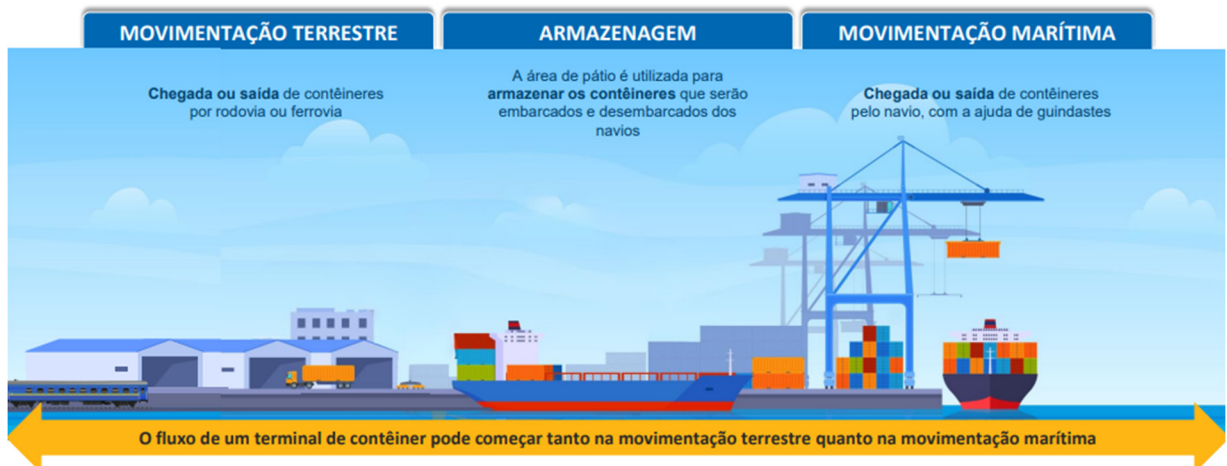 MOVIMENTAÇÃO TERRESTRE
Chegada ou saída de contêineres
por rodovia ou ferrovia
ARMAZENAGEM
A área de pátio é utilizada para
armazenar os contêineres que serão
embarcados e desembarcados dos
navios
MOVIMENTAÇÃO MARÍTIMA
Chegada ou saída de contêineres
pelo navio, com a ajuda de guindastes
O fluxo de um terminal de contêiner pode começar tanto na movimentação terrestre quanto na movimentação marítima